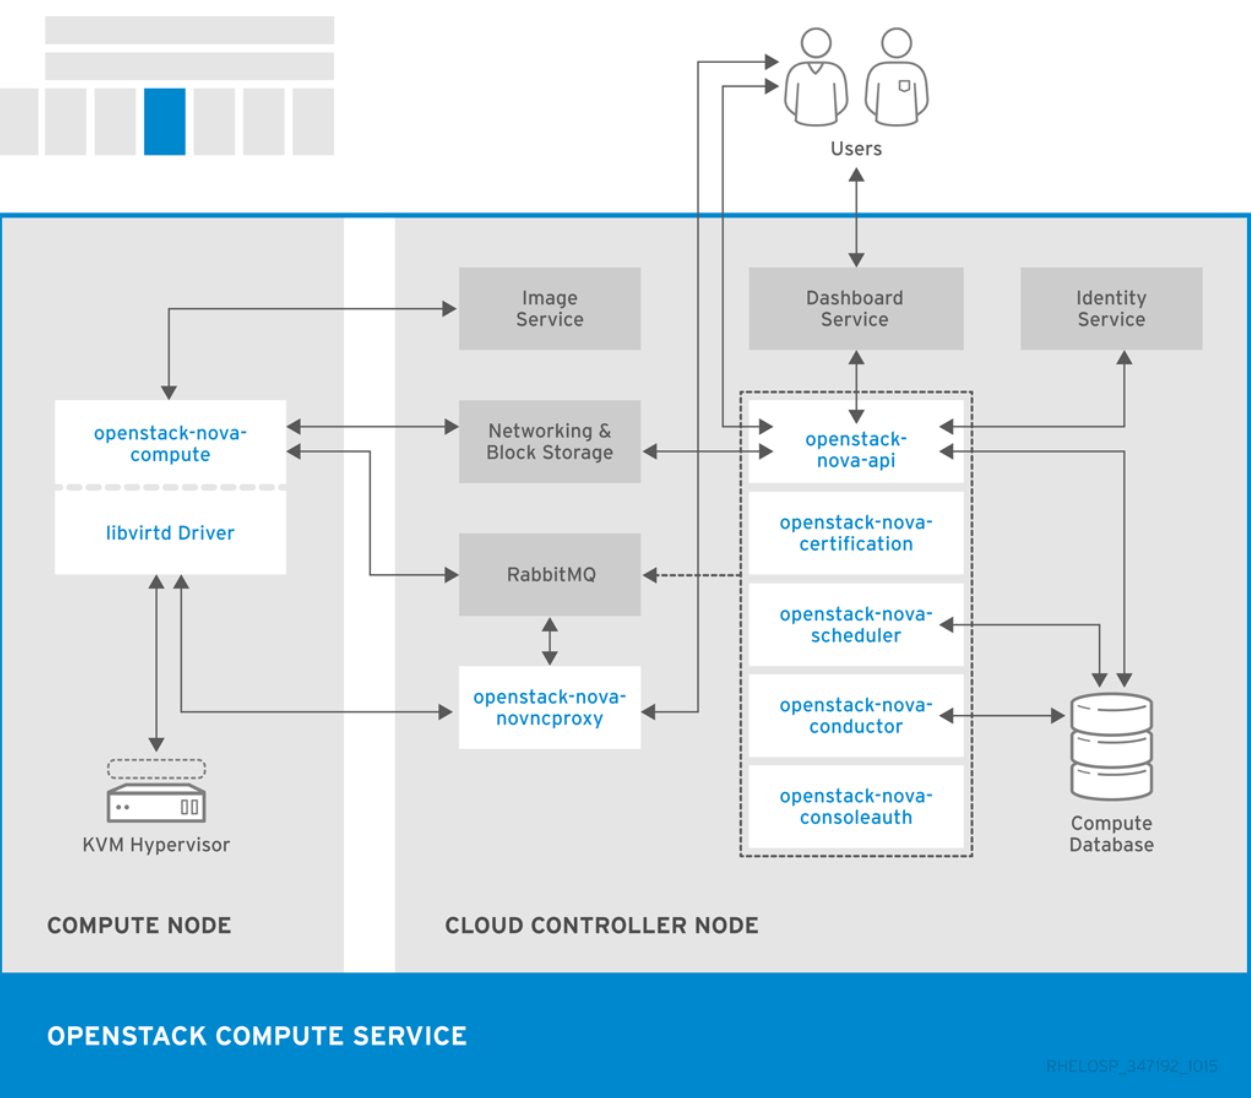 Users
Image
Service
Dashboard
Service
Identity
Service
openstack-nova-
compute
libvirtd Driver
Networking &
Block Storage
RabbitMQ
openstack-nova-
novncproxy
openstack-
nova-api
openstack-nova-
certification
openstack-nova-
scheduler
openstack-nova-
conductor
openstack-nova-
consoleauth
KVM Hypervisor
Compute
Database
COMPUTE NODE
CLOUD CONTROLLER NODE
OPENSTACK COMPUTE SERVICE
RHELOSP_347192_1015